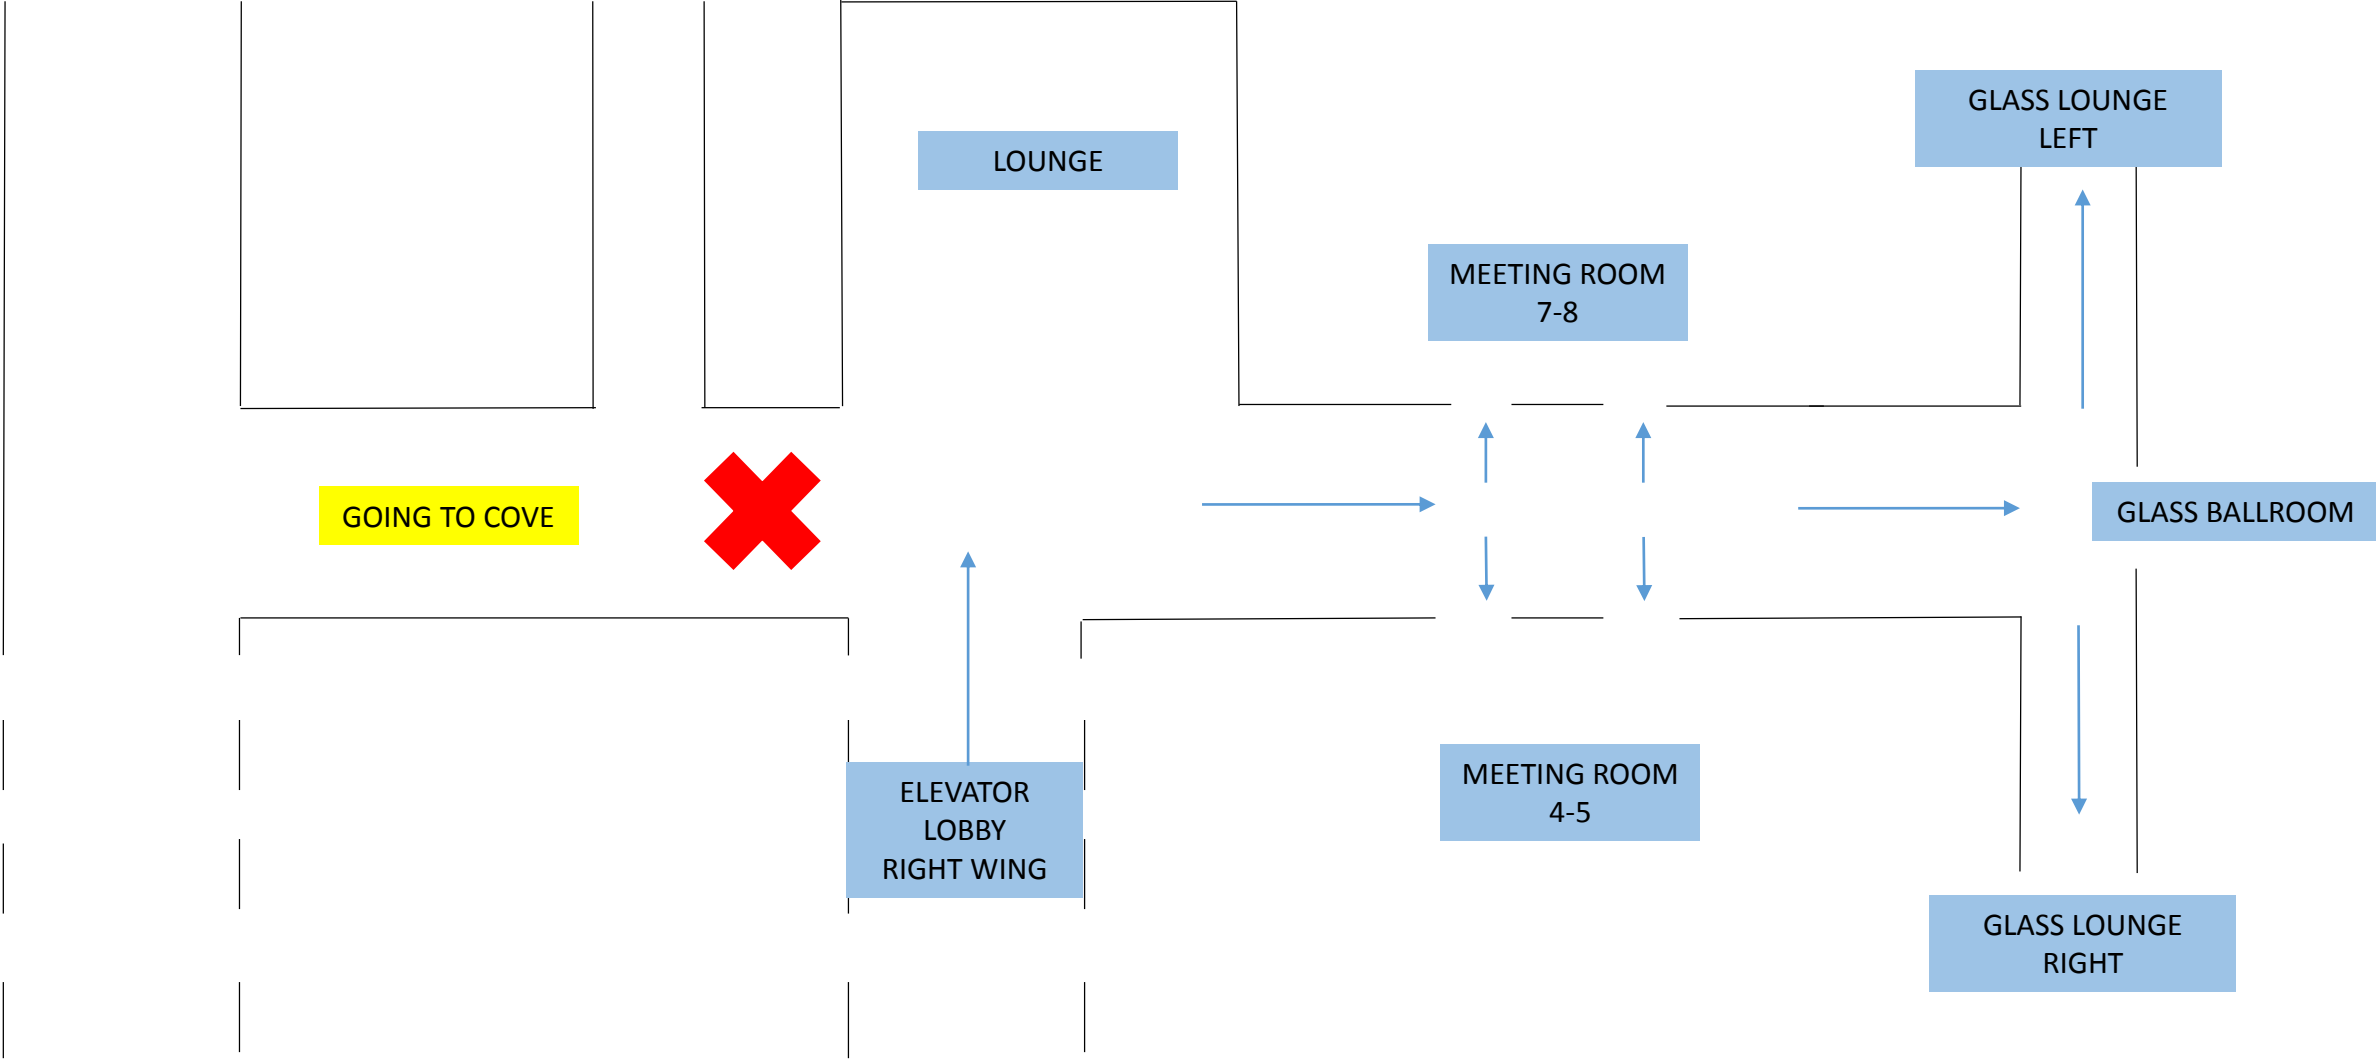 GLASS LOUNGE
LEFT
LOUNGE
MEETING ROOM
7-8
GOING TO COVE
GLASS BALLROOM
MEETING ROOM
4-5
ELEVATOR
LOBBY
RIGHT WING
GLASS LOUNGE
RIGHT